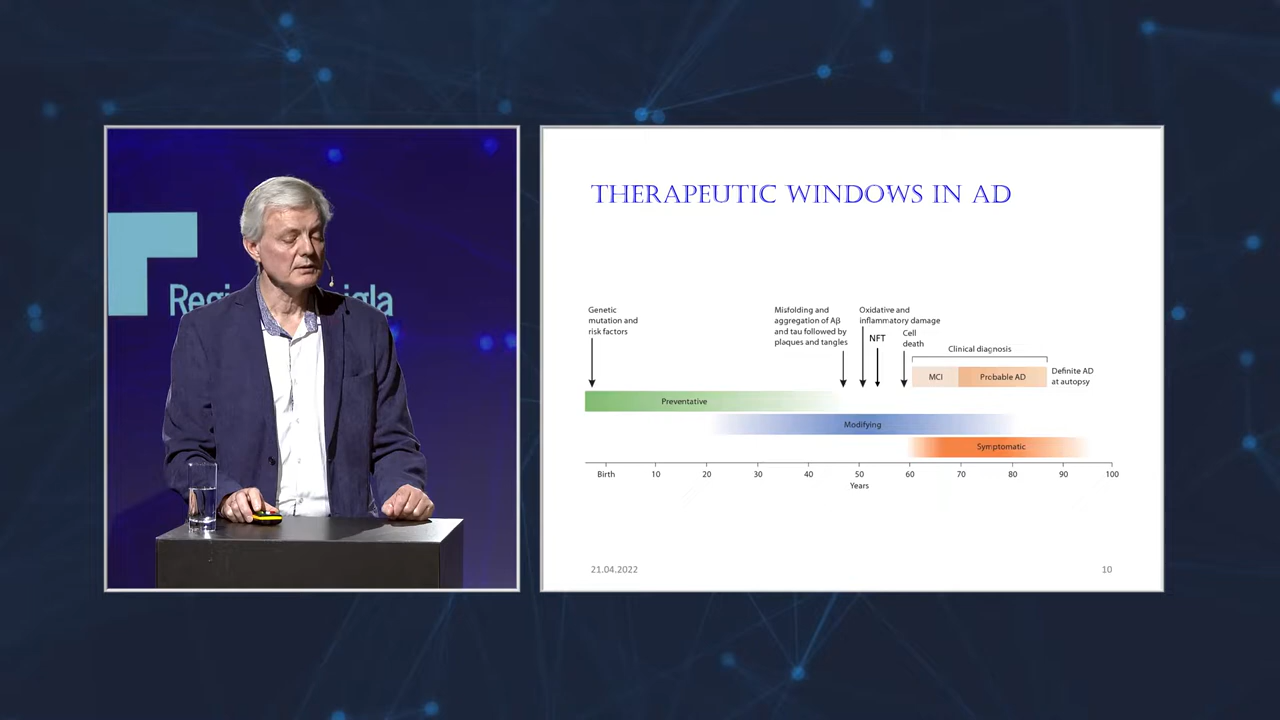 THERAPEUTIC WINDOWS IN AD
Genetic
mutation and
risk factors
Misfolding and
aggregation of Aβ
and tau followed by
plaques and tangles
Oxidative and
inflammatory damage
NFT
Cell
death
Clinical diagnosis
MCI
Probable AD
Definite AD
at autopsy
Preventative
Modifying
Symptomatic
Birth 10 20 30 40 50 60 70 80 90 100
Years
21.04.2022
10